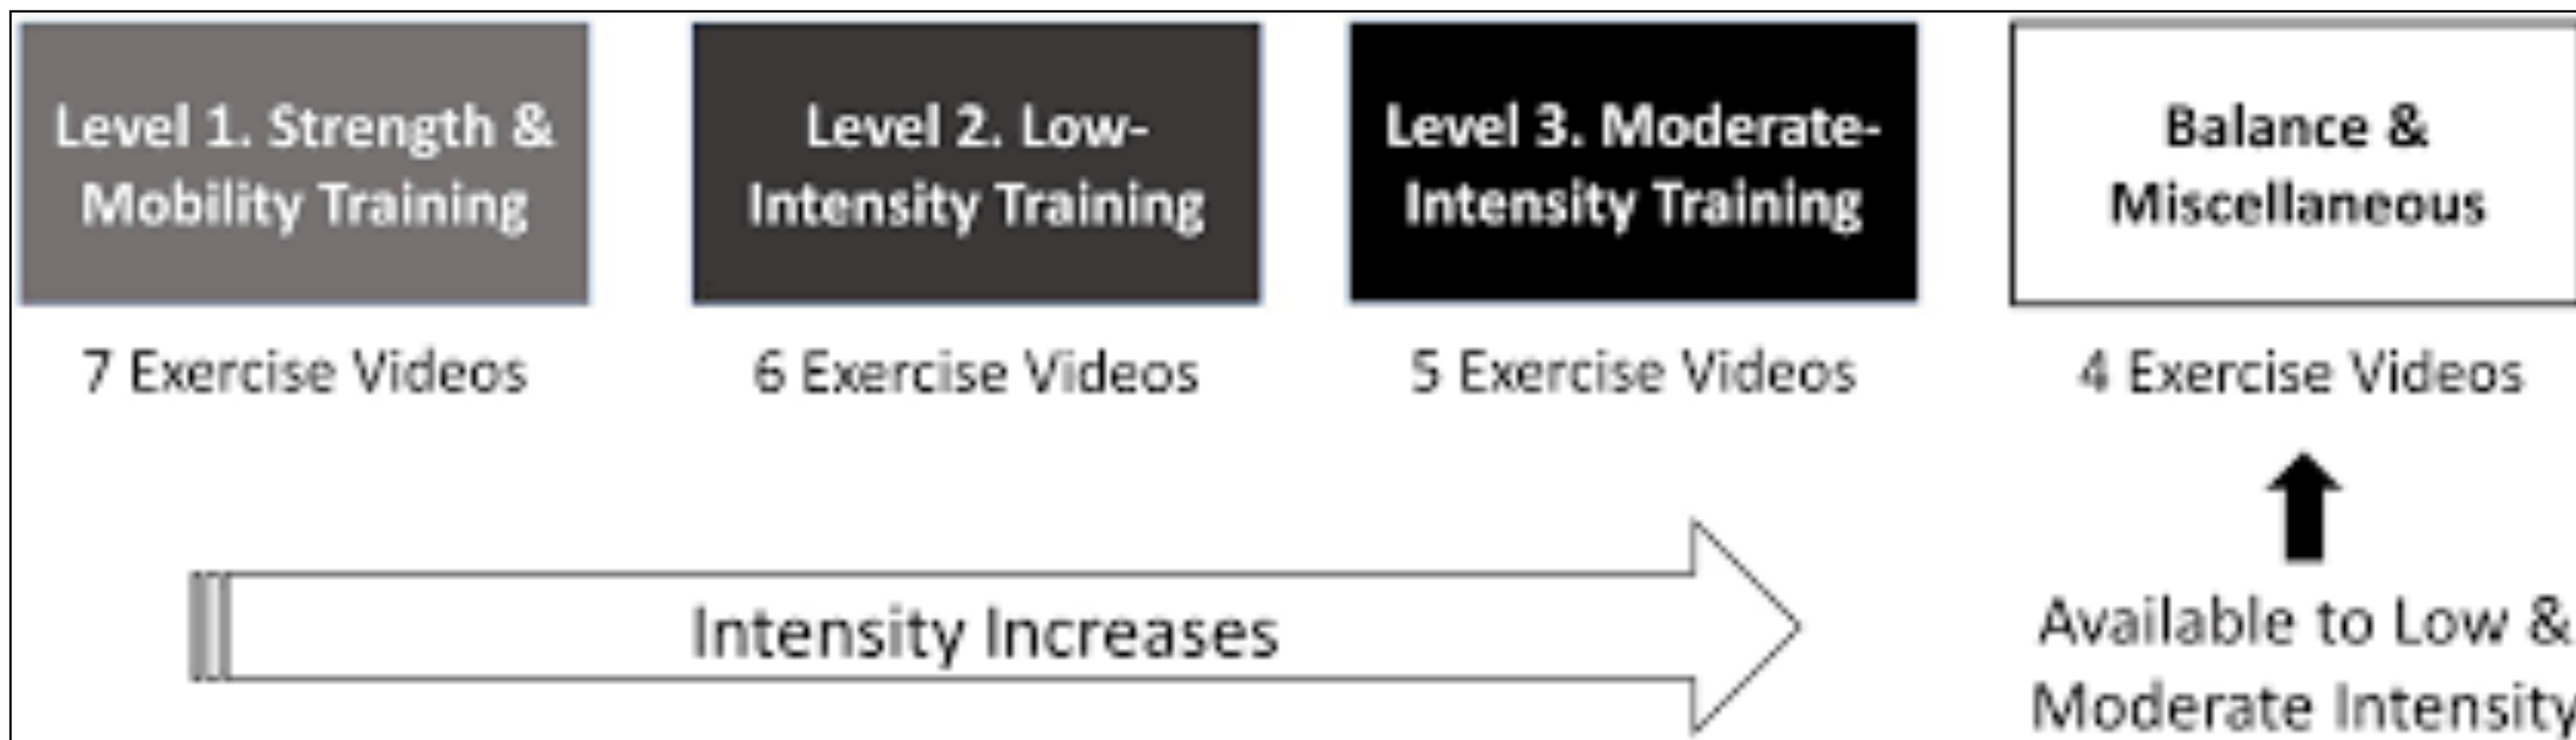 Level 1. Strength &
Mobility Training
7 Exercise Videos
Level 2. Low-
Intensity Training
6 Exercise Videos
Level 3. Moderate-
Intensity Training
5 Exercise Videos
Balance &
Miscellaneous
4 Exercise Videos
Intensity Increases
Available to Low &
Moderate Intensity